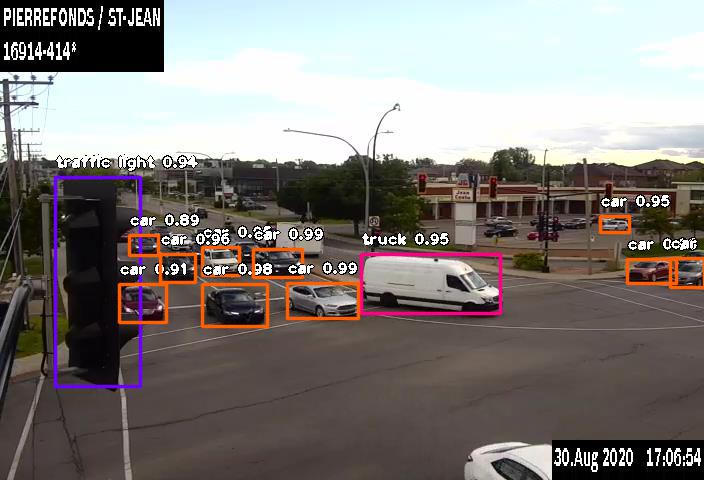 PIERREFONDS / ST-JEAN
16914-414*
traffic light 0.94
car 0.89
car 0.95
car 0.96
car 0.99
truck 0.95
car 0.91
car 0.98
car 0.99
Jean
Coutu
30.Aug 2020 17:06:54